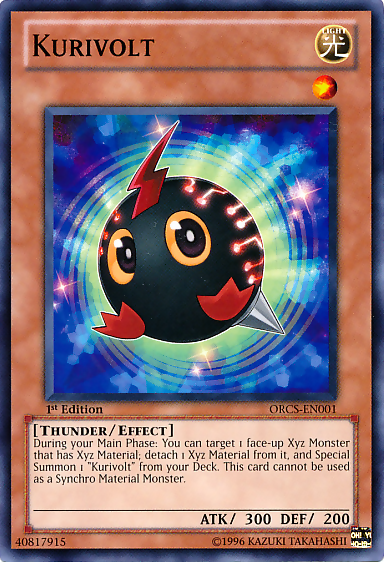 KURIVOLT
LIGHT
光
1st Edition
ORCS-EN001
[THUNDER/EFFECT]
During your Main Phase: You can target 1 face-up Xyz Monster
that has Xyz Material; detach 1 Xyz Material from it, and Special
Summon 1 "Kurivolt" from your Deck. This card cannot be used
as a Synchro Material Monster.
ATK/ 300 DEF/ 200
40817915
©1996 KAZUKI TAKAHASHI